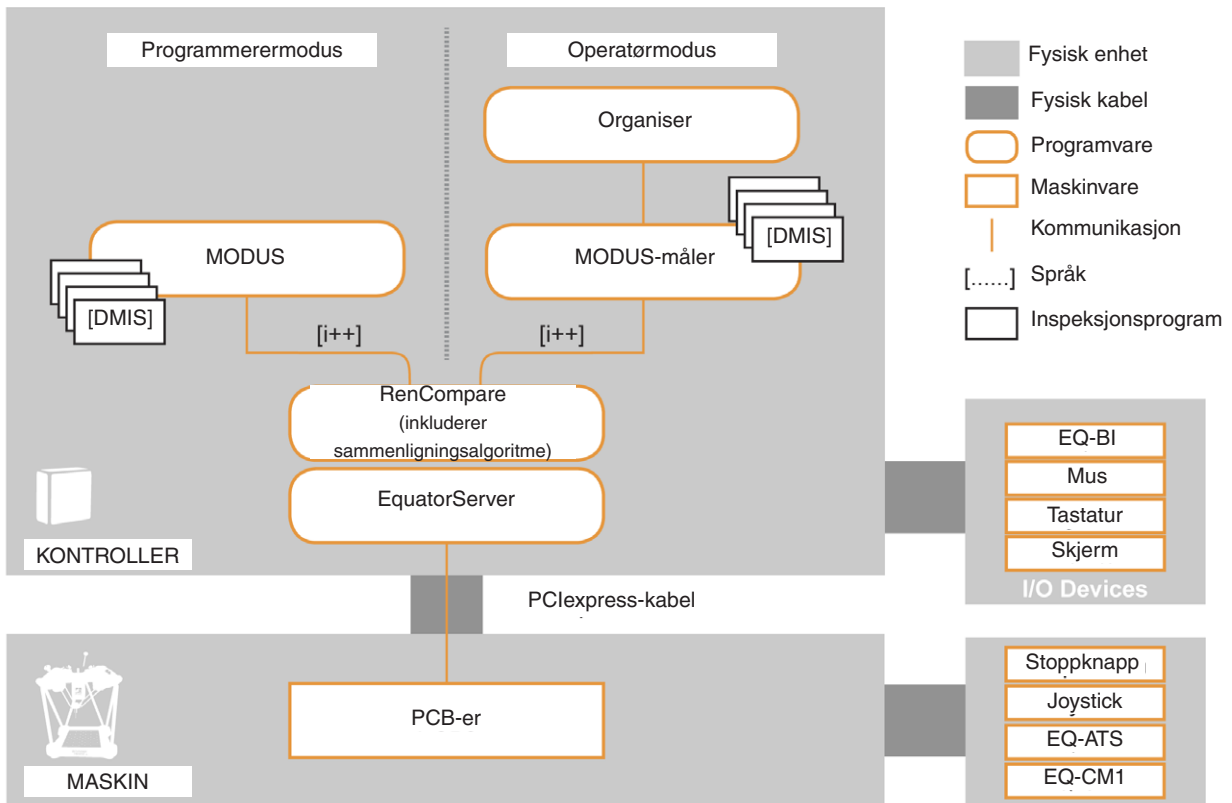 Programmerermodus
Operatørmodus
Organiser
MODUS
[DMIS]
MODUS-måler
[DMIS]
[i++]
[i++]
RenCompare
(inkluderer
sammenligningsalgoritme)
EquatorServer
KONTROLLER
PCIexpress-kabel
PCB-er
MASKIN
Fysisk enhet
Fysisk kabel
Programvare
Maskinvare
Kommunikasjon
[......] Språk
Inspeksjonsprogram
EQ-BI
Mus
Tastatur
Skjerm
I/O Devices
Stoppknapp
Joystick
EQ-ATS
EQ-CM1